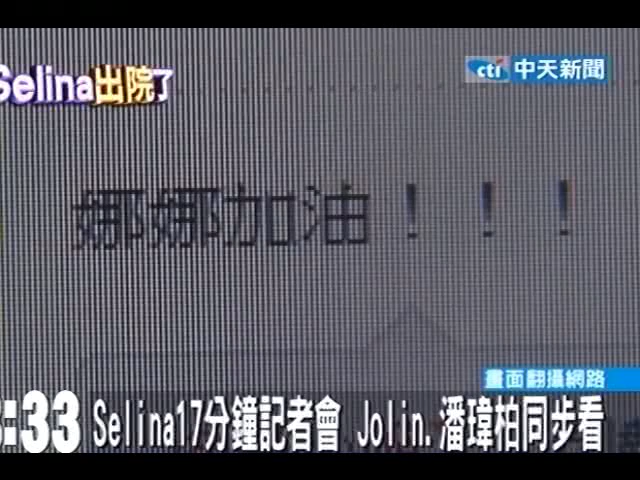 Selina出院了
cti 中天新聞
娜娜加油！！！
畫面翻攝網路
:33
Selina17分鐘記者會 Jolin.潘瑋柏同步看